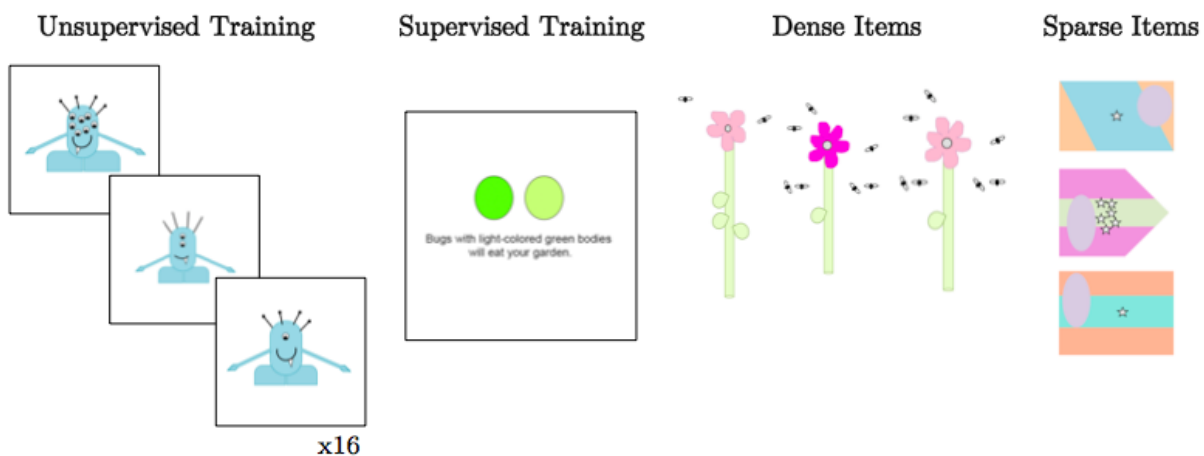 Unsupervised Training
Supervised Training
Dense Items
Sparse Items
Bugs with light-colored green bodies
will eat your garden.
x16